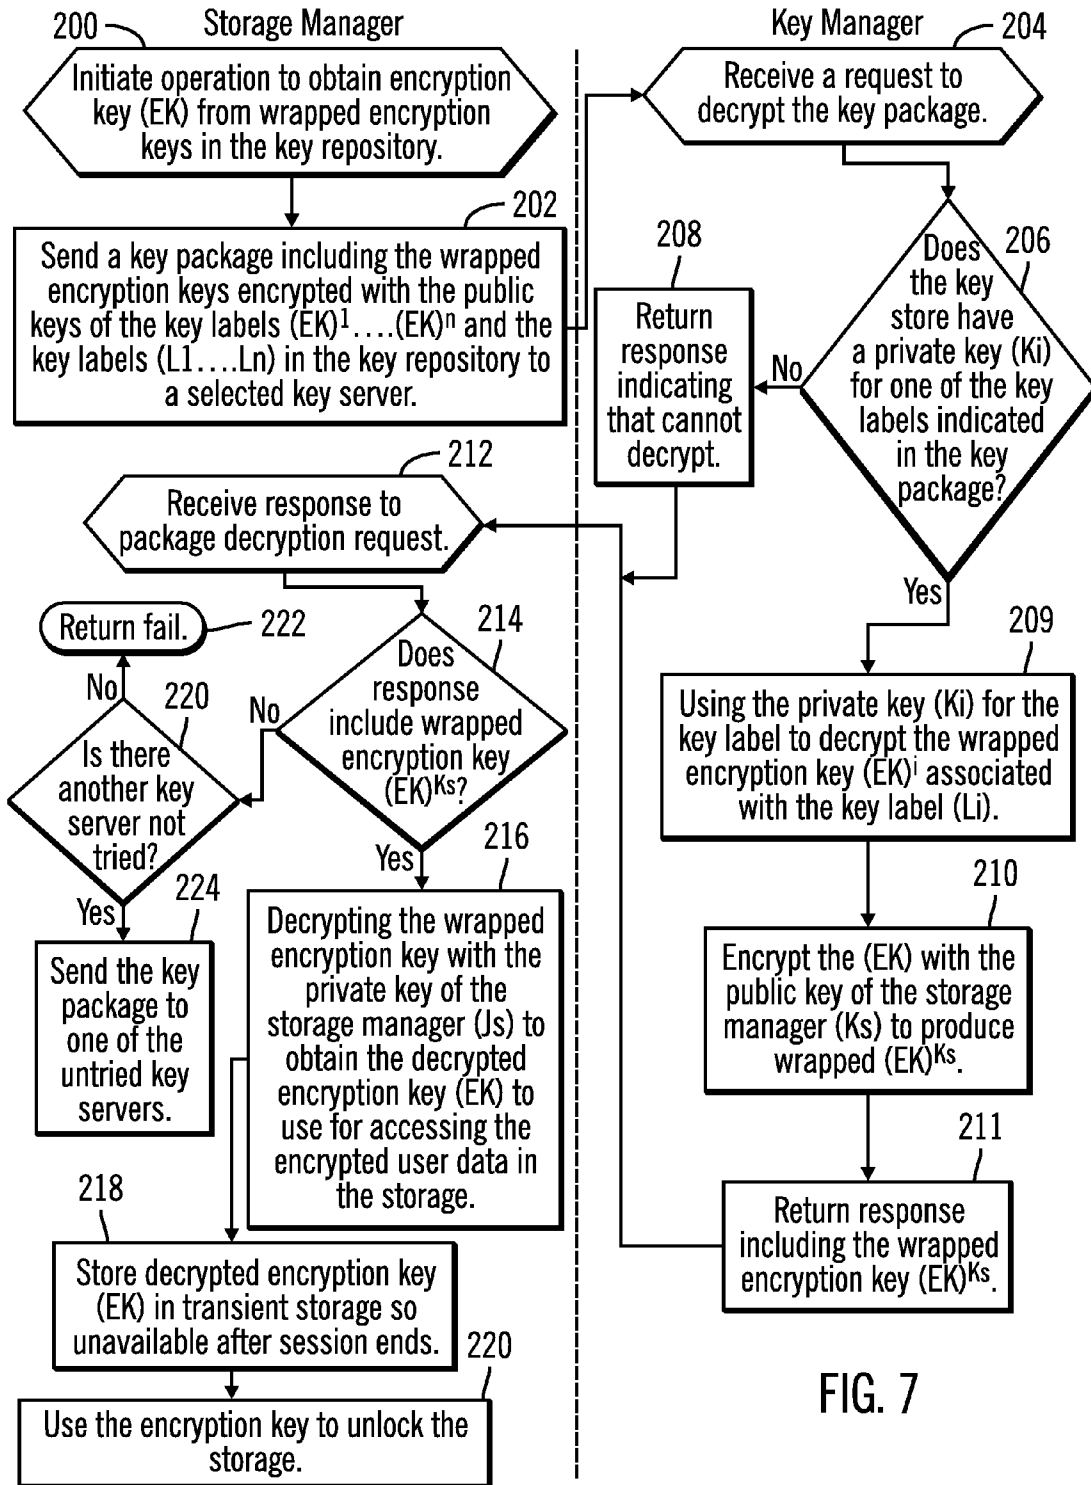 Storage Manager
200
Initiate operation to obtain encryption
key (EK) from wrapped encryption
keys in the key repository.
202
Send a key package including the wrapped
encryption keys encrypted with the public
keys of the key labels (EK)¹....(EK)ⁿ and the
key labels (L1....Ln) in the key repository to
a selected key server.
Key Manager
204
Receive a request to
decrypt the key package.
206
Does
the key
store have
a private key (Ki)
for one of the key
labels indicated
in the key
package?
No
Yes
208
Return
response
indicating
that cannot
decrypt.
209
Using the private key (Ki) for the
key label to decrypt the wrapped
encryption key (EK)ⁱ associated
with the key label (Li).
210
Encrypt the (EK) with the
public key of the storage
manager (Ks) to produce
wrapped (EK)ᴷˢ.
211
Return response
including the wrapped
encryption key (EK)ᴷˢ.
212
Receive response to
package decryption request.
214
Does
response
include wrapped
encryption key
(EK)ᴷˢ?
No
Yes
220
Is there
another key
server not
tried?
No
Return fail.
222
Yes
224
Send the key
package to
one of the
untried key
servers.
216
Decrypting the wrapped
encryption key with the
private key of the
storage manager (Js) to
obtain the decrypted
encryption key (EK) to
use for accessing the
encrypted user data in
the storage.
218
Store decrypted encryption key
(EK) in transient storage so
unavailable after session ends.
220
Use the encryption key to unlock the
storage.
FIG. 7